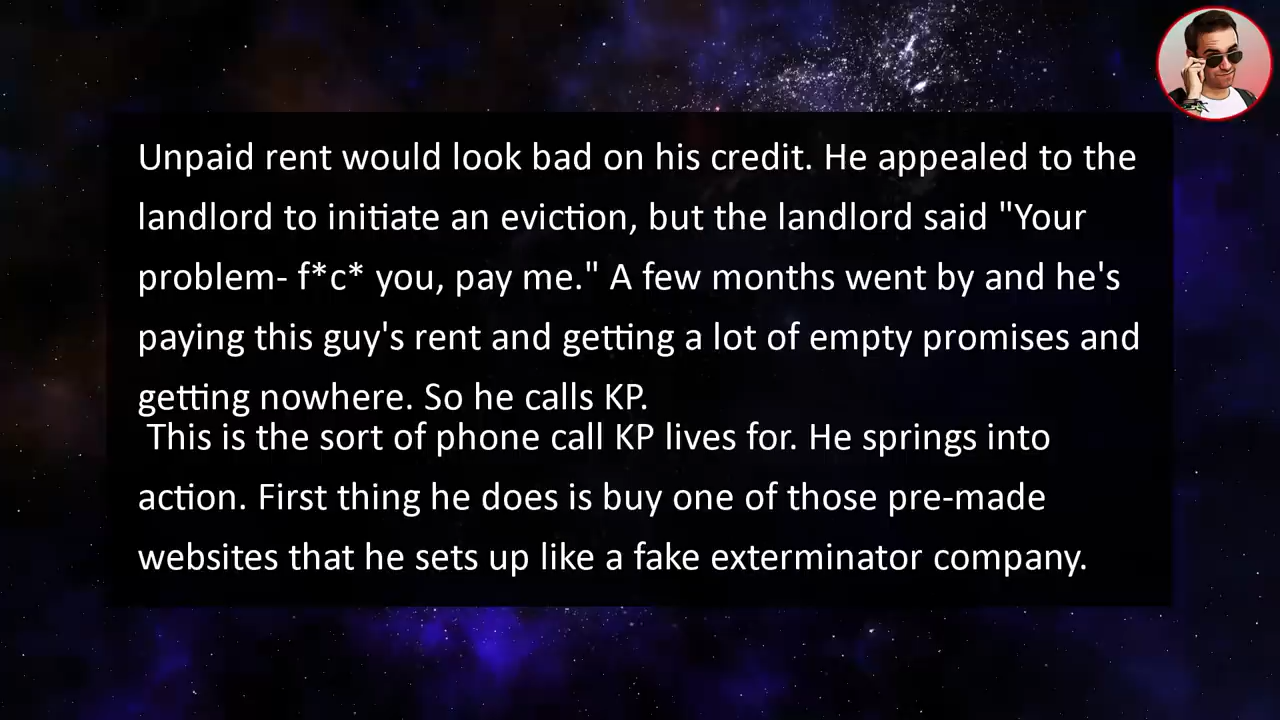 Unpaid rent would look bad on his credit. He appealed to the
landlord to initiate an eviction, but the landlord said "Your
problem- f*c* you, pay me." A few months went by and he's
paying this guy's rent and getting a lot of empty promises and
getting nowhere. So he calls KP.
This is the sort of phone call KP lives for. He springs into
action. First thing he does is buy one of those pre-made
websites that he sets up like a fake exterminator company.